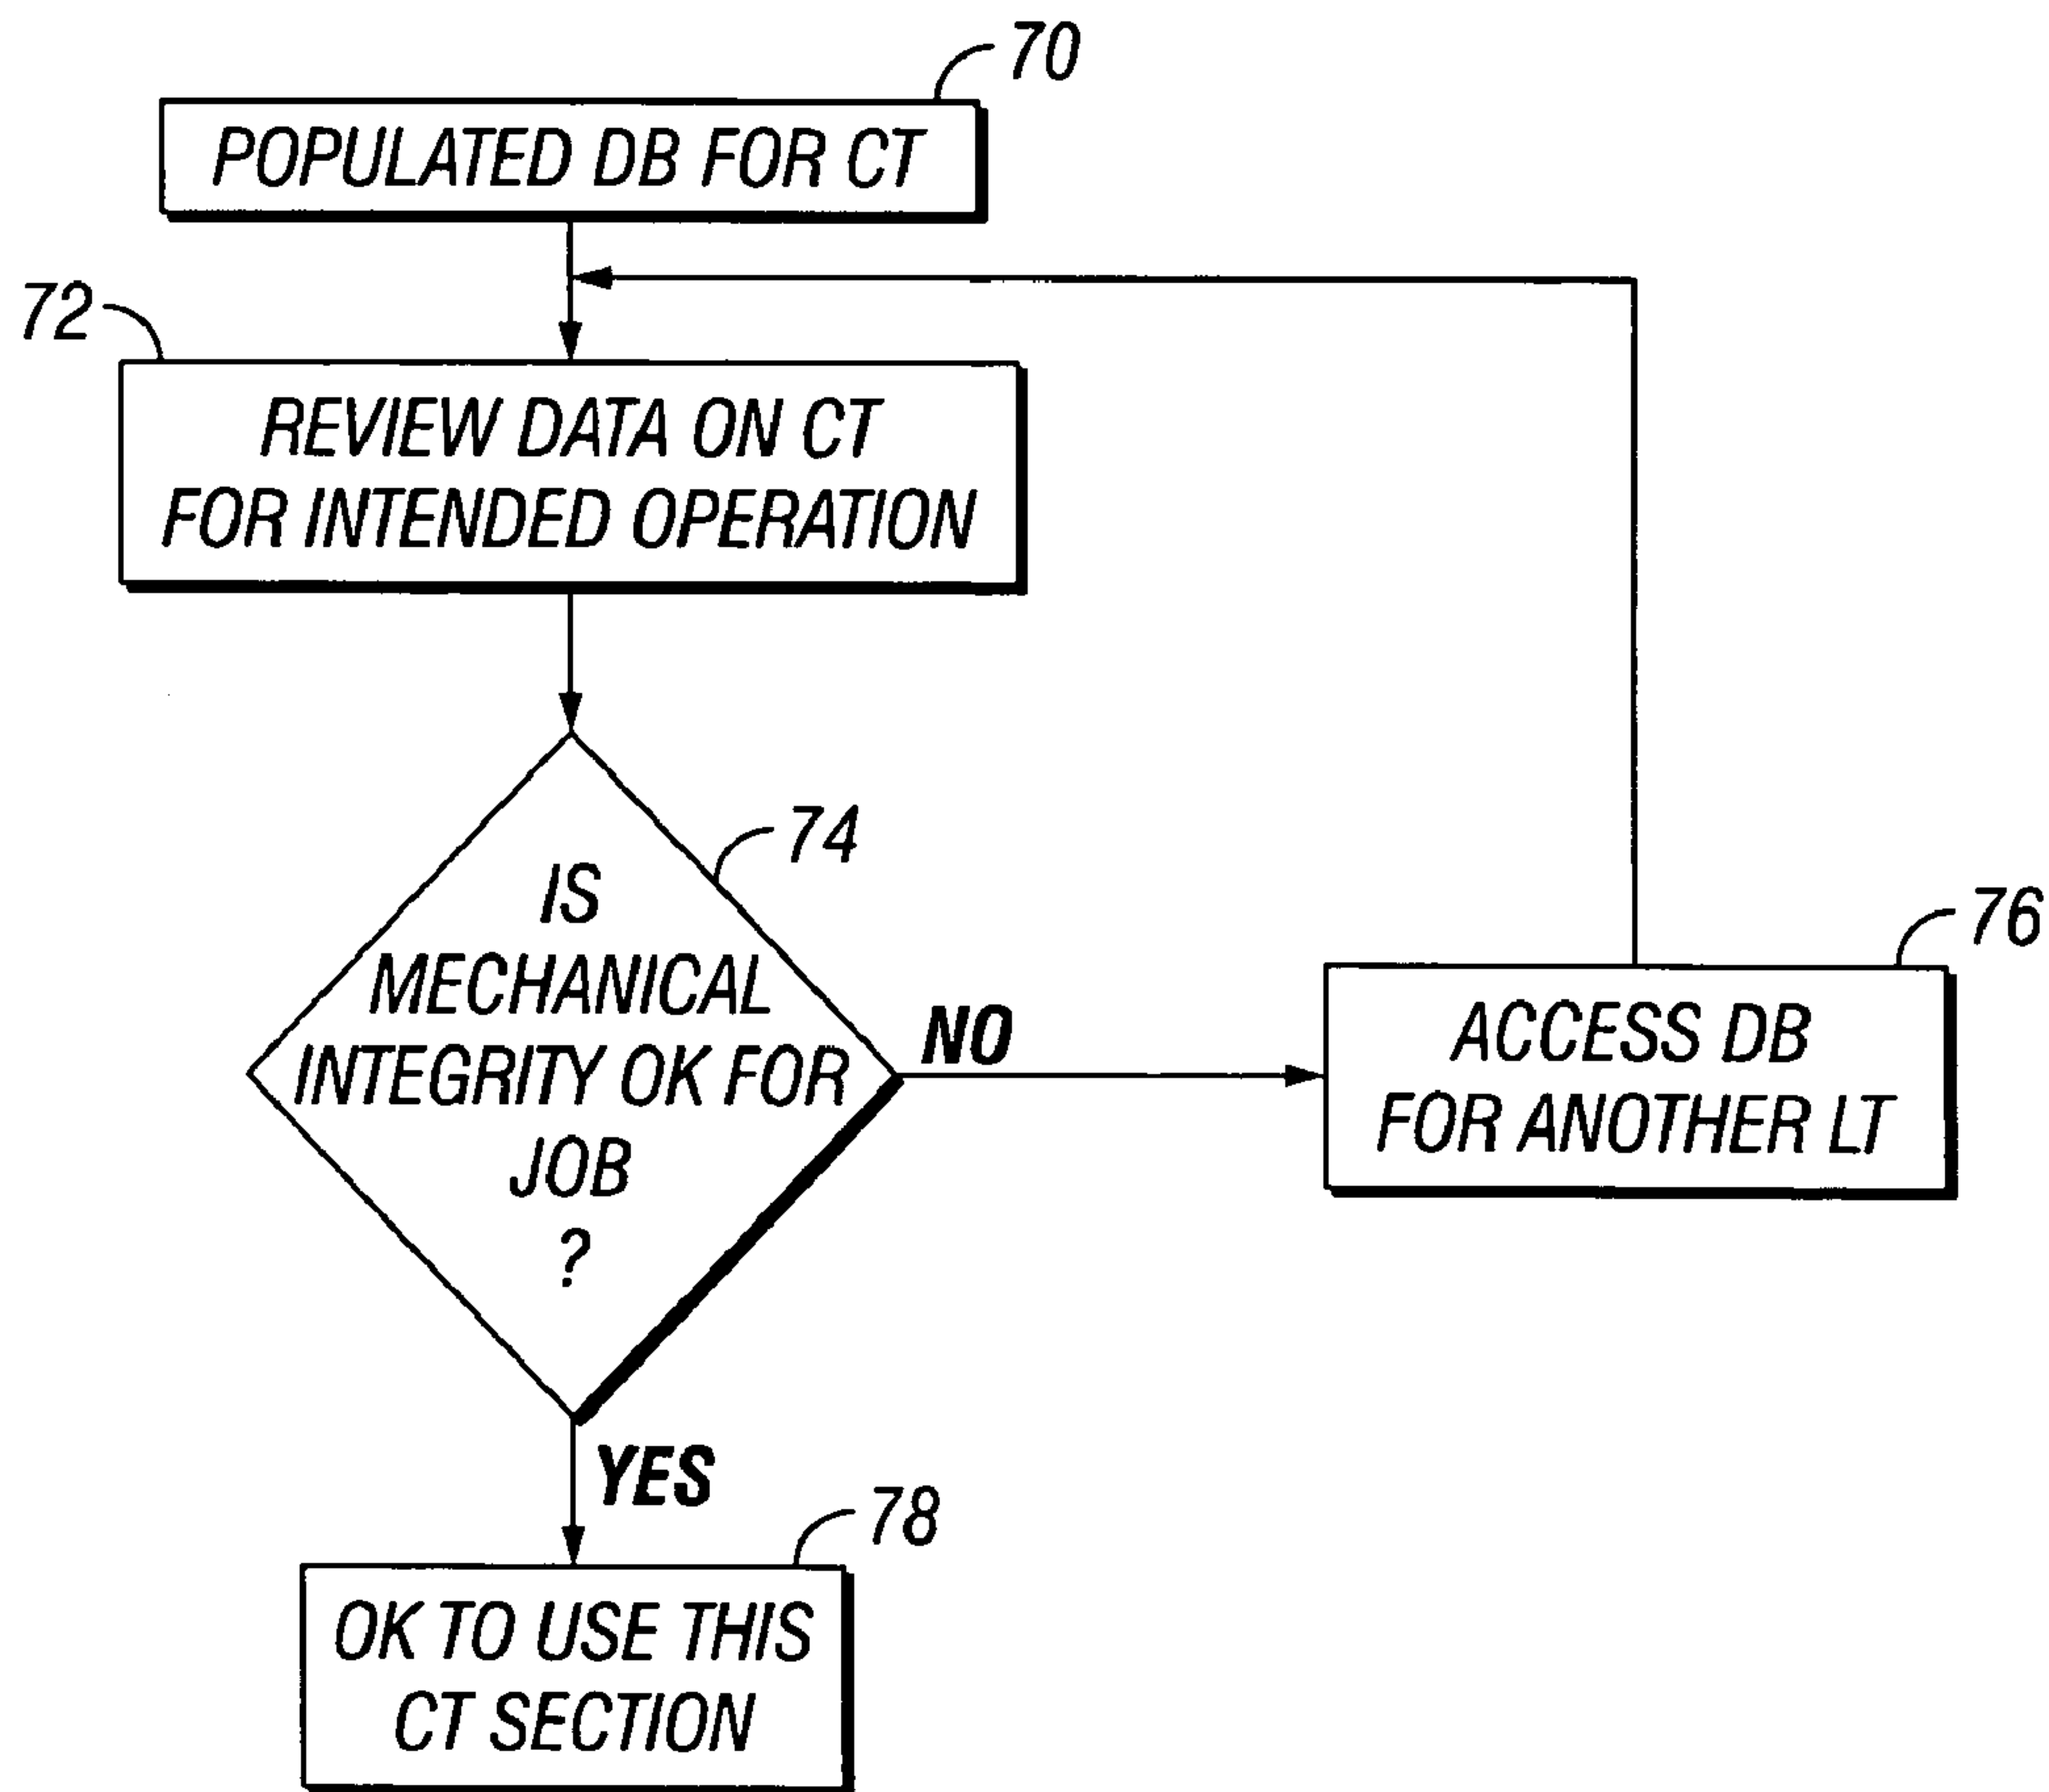 70
POPULATED DB FOR CT
72
REVIEW DATA ON CT
FOR INTENDED OPERATION
74
IS
MECHANICAL
INTEGRITY OK FOR
JOB
?
NO
76
ACCESS DB
FOR ANOTHER LT
YES
78
OK TO USE THIS
CT SECTION